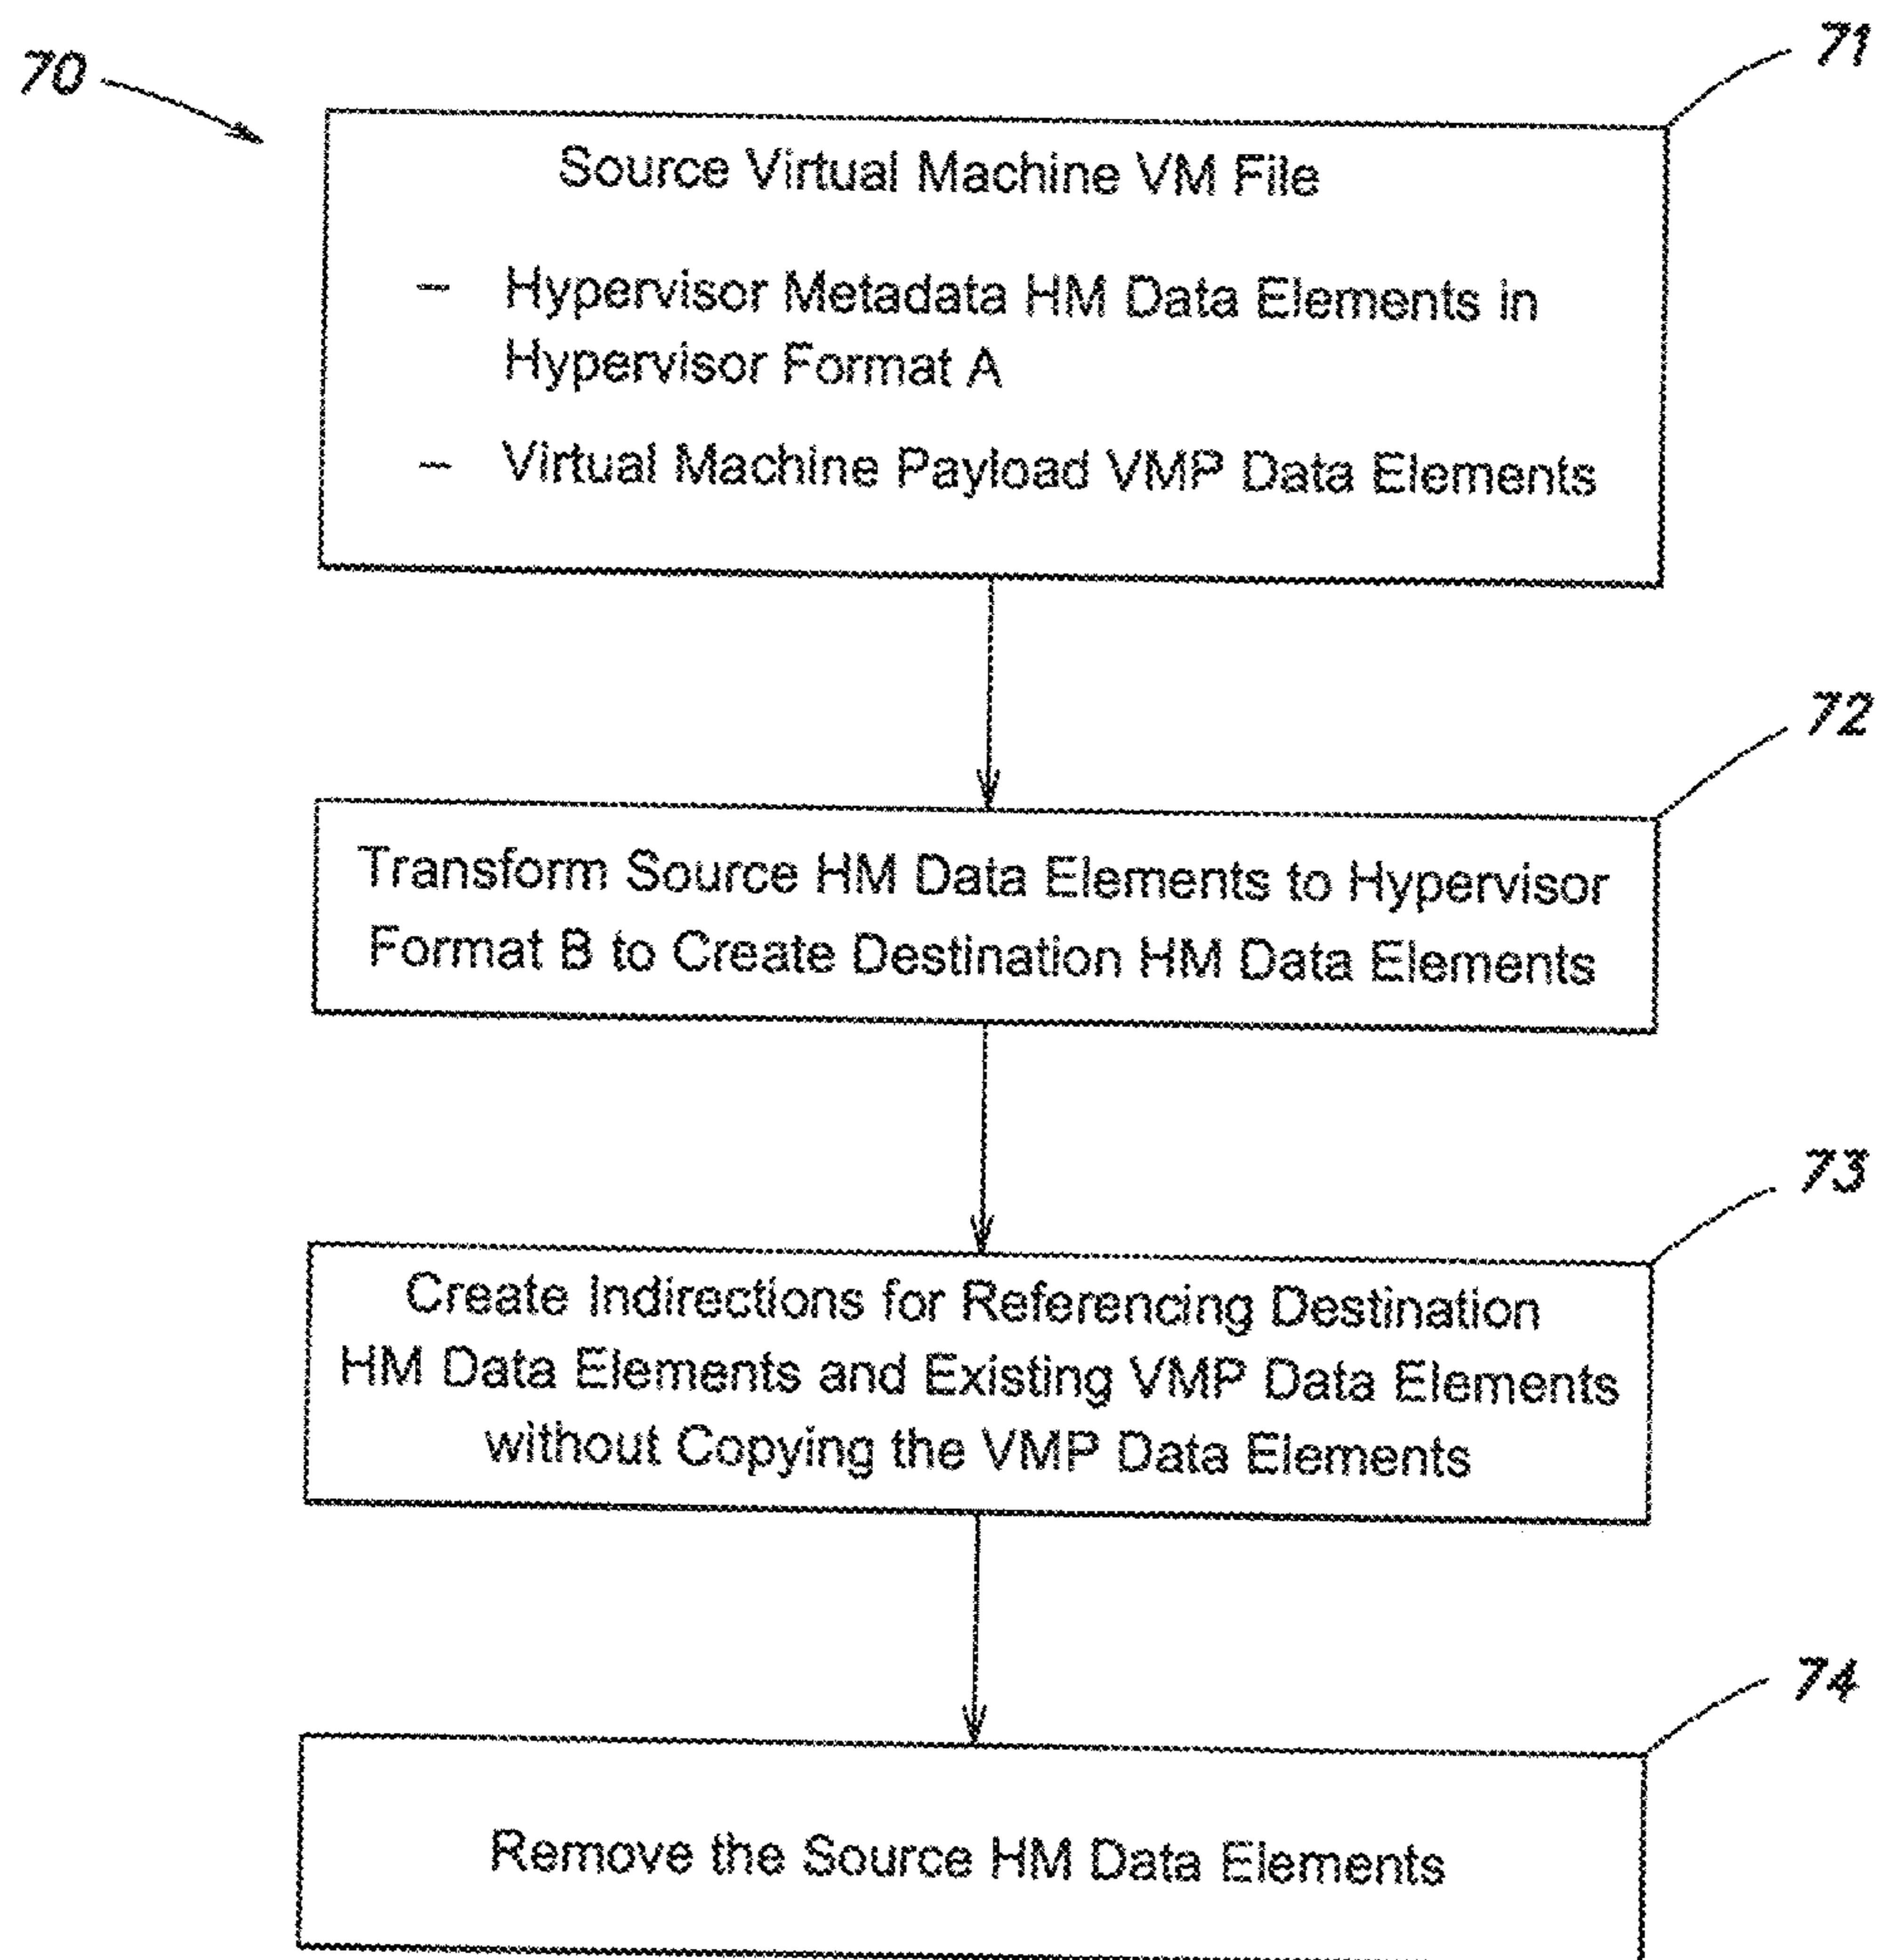 70
71
Source Virtual Machine VM File
– Hypervisor Metadata HM Data Elements in
Hypervisor Format A
– Virtual Machine Payload VMP Data Elements
72
Transform Source HM Data Elements to Hypervisor
Format B to Create Destination HM Data Elements
73
Create Indirections for Referencing Destination
HM Data Elements and Existing VMP Data Elements
without Copying the VMP Data Elements
74
Remove the Source HM Data Elements